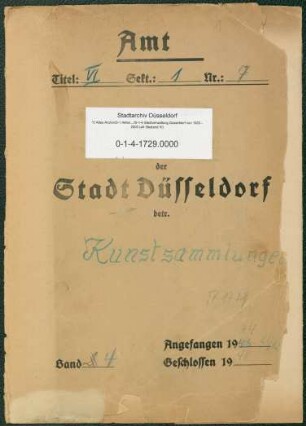 Amt
Titel: VI Sekt.: 1 Nr.: 7
Stadtarchiv Düsseldorf
0-1-4-1729.0000
der
Stadt Düsseldorf
betr.
Kunstsammlungen
Angefangen 19
Band 4 Geschlossen 19